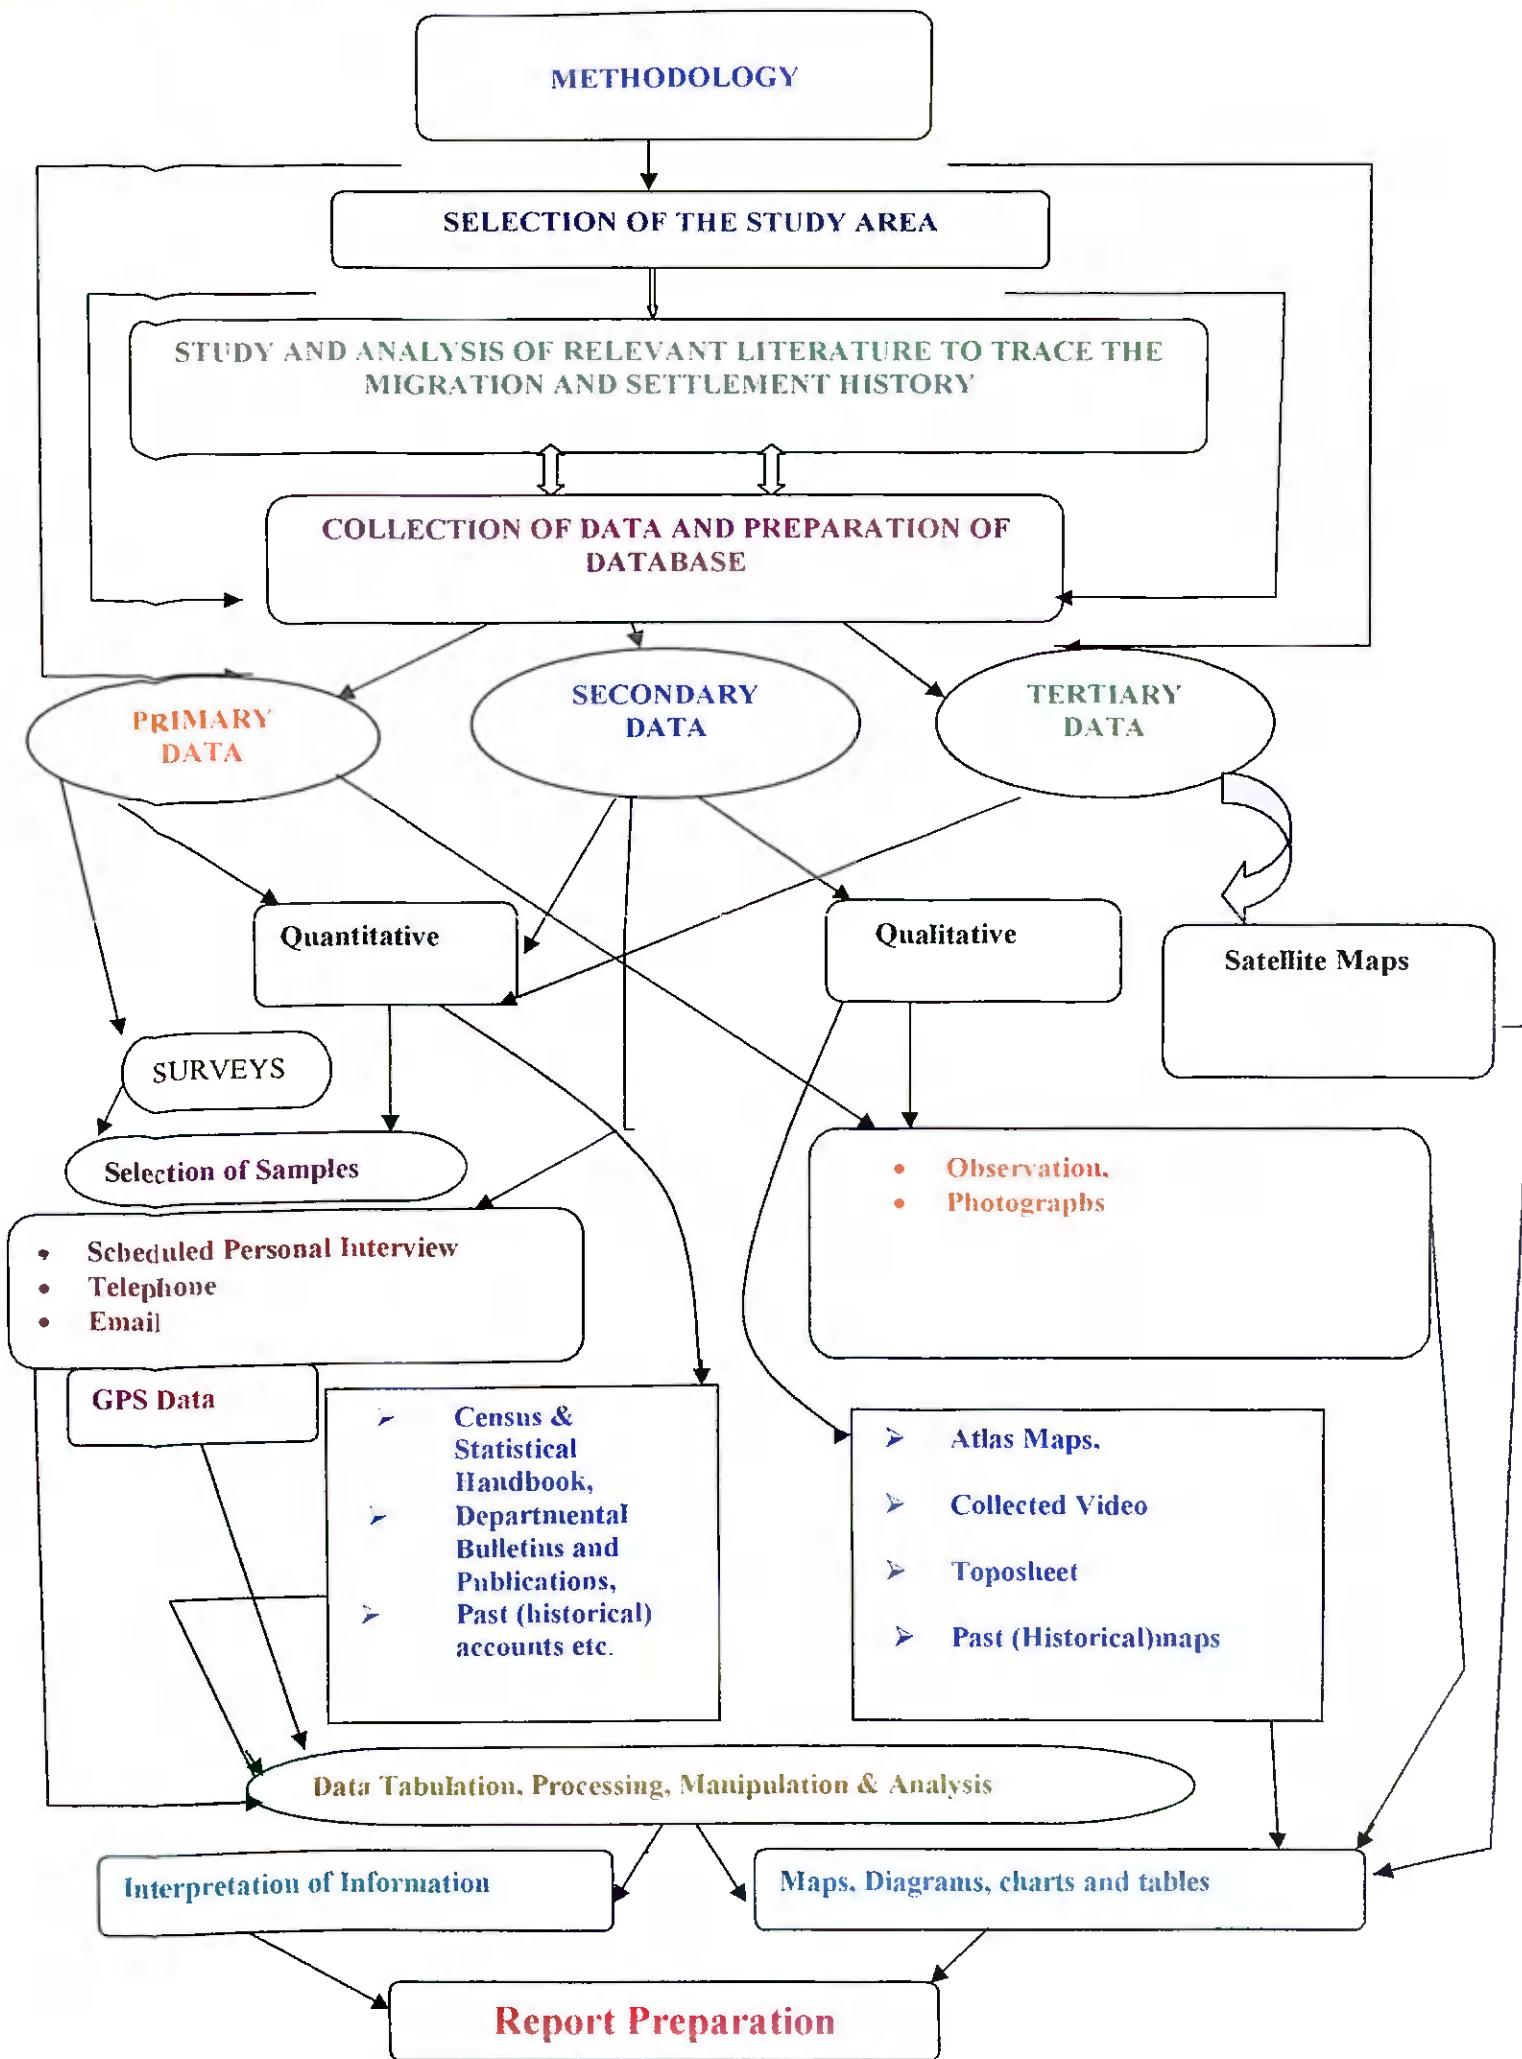 METHODOLOGY
SELECTION OF THE STUDY AREA
STUDY AND ANALYSIS OF RELEVANT LITERATURE TO TRACE THE
MIGRATION AND SETTLEMENT HISTORY
COLLECTION OF DATA AND PREPARATION OF
DATABASE
PRIMARY
DATA
SECONDARY
DATA
TERTIARY
DATA
Quantitative
Qualitative
Satellite Maps
SURVEYS
Selection of Samples
• Observation,
• Photographs
• Scheduled Personal Interview
• Telephone
• Email
GPS Data
➢ Census &
Statistical
Handbook,
➢ Departmental
Bulletins and
Publications,
➢ Past (historical)
accounts etc.
➢ Atlas Maps,
➢ Collected Video
➢ Toposheet
➢ Past (Historical)maps
Data Tabulation, Processing, Manipulation & Analysis
Interpretation of Information
Maps, Diagrams, charts and tables
Report Preparation